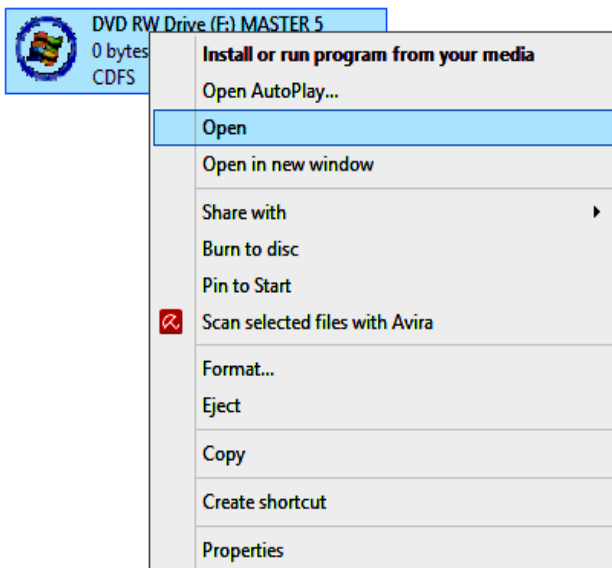 DVD RW Drive (F:) MASTER 5
0 bytes
CDFS
Install or run program from your media
Open AutoPlay...
Open
Open in new window
Share with
Burn to disc
Pin to Start
Scan selected files with Avira
Format...
Eject
Copy
Create shortcut
Properties